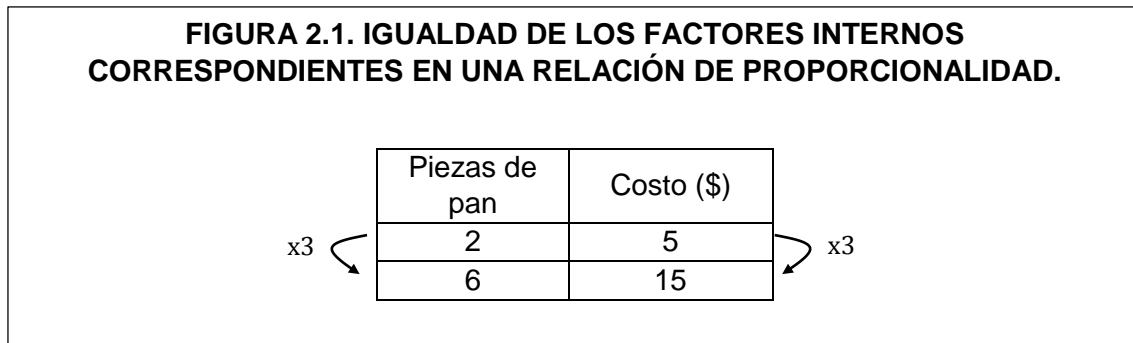 FIGURA 2.1. IGUALDAD DE LOS FACTORES INTERNOS
CORRESPONDIENTES EN UNA RELACIÓN DE PROPORCIONALIDAD.
Piezas de
pan
Costo ($)
x3
2
5
x3
6
15